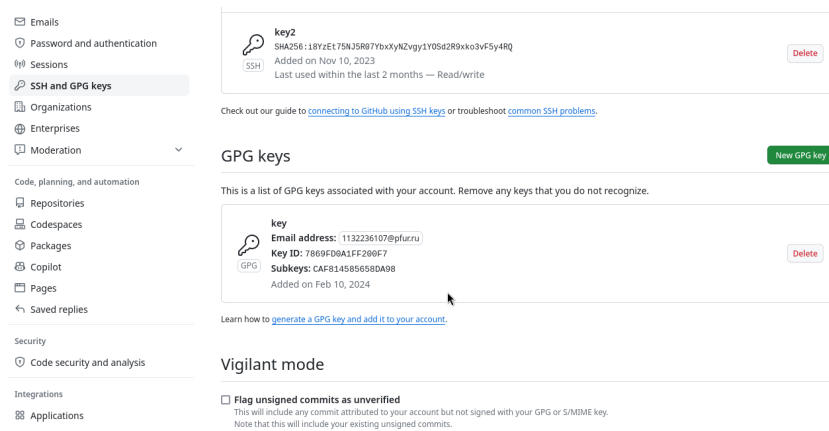 Emails
Password and authentication
Sessions
SSH and GPG keys
Organizations
Enterprises
Moderation
Code, planning, and automation
Repositories
Codespaces
Packages
Copilot
Pages
Saved replies
Security
Code security and analysis
Integrations
Applications
key2
SHA256:i8YzEt75NJ5R07YbxXyNZvgy1YOSd2R9xko3vF5y4RQ
SSH
Added on Nov 10, 2023
Last used within the last 2 months — Read/write
Delete
Check out our guide to connecting to GitHub using SSH keys or troubleshoot common SSH problems.
GPG keys
New GPG key
This is a list of GPG keys associated with your account. Remove any keys that you do not recognize.
key
Email address: 1132236107@pfur.ru
Key ID: 7869FD0A1FF200F7
GPG
Subkeys: CAF814585658DA98
Added on Feb 10, 2024
Delete
Learn how to generate a GPG key and add it to your account.
Vigilant mode
Flag unsigned commits as unverified
This will include any commit attributed to your account but not signed with your GPG or S/MIME key.
Note that this will include your existing unsigned commits.